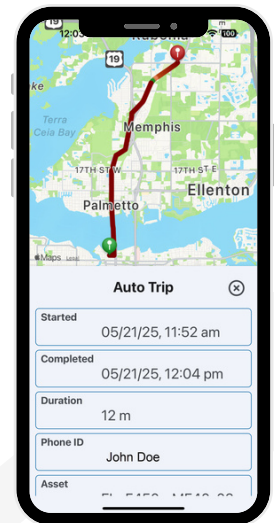 19
12:03
100
19
ke
Terra
Ceia Bay
Memphis
17TH ST W
17TH ST E
Ellenton
Palmetto
Maps Legal
Auto Trip
Started
05/21/25, 11:52 am
Completed
05/21/25, 12:04 pm
Duration
12 m
Phone ID
John Doe
Asset